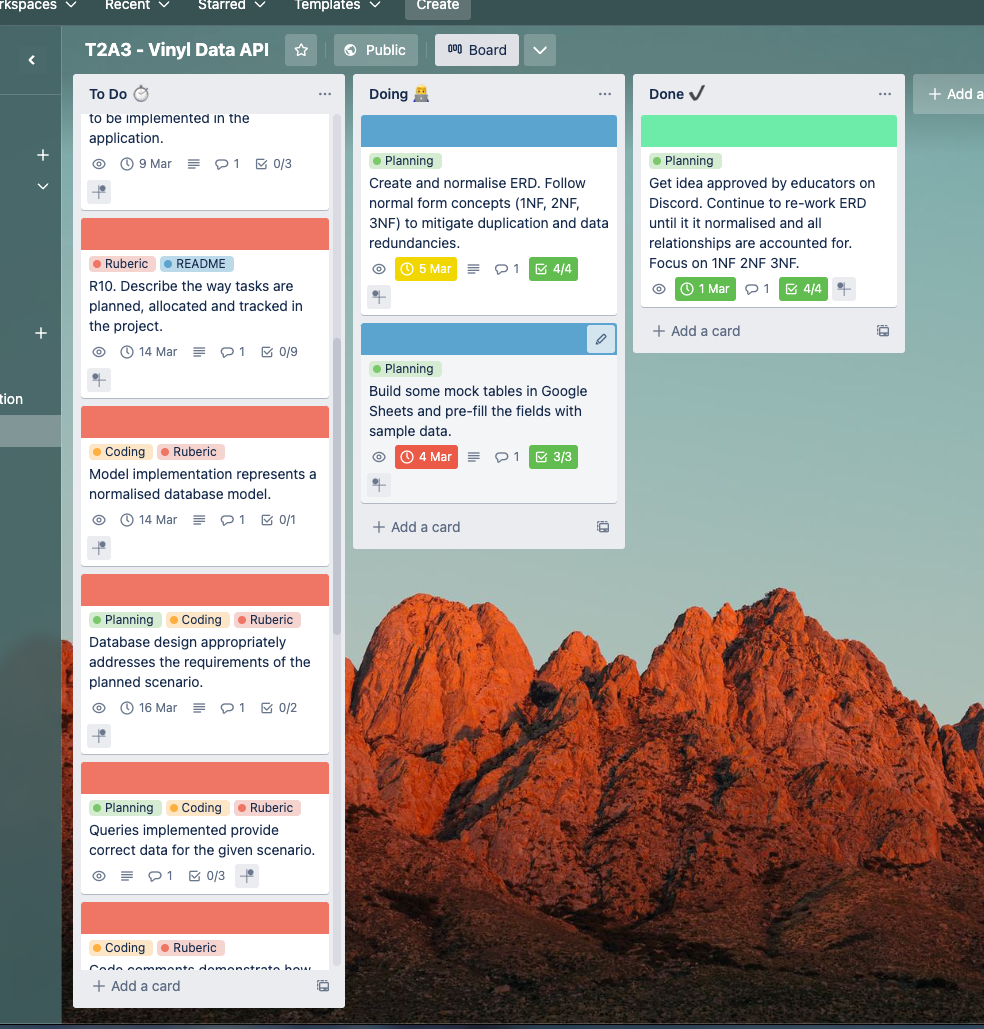 rkspaces
Recent
Starred
Templates
Create
T2A3 - Vinyl Data API
Public
Board
tion
To Do ⏱
to be implemented in the
application.
9 Mar 1 0/3
Ruberic README
R10. Describe the way tasks are
planned, allocated and tracked in
the project.
14 Mar 1 0/9
Coding Ruberic
Model implementation represents a
normalised database model.
14 Mar 1 0/1
Planning Coding Ruberic
Database design appropriately
addresses the requirements of the
planned scenario.
16 Mar 1 0/2
Planning Coding Ruberic
Queries implemented provide
correct data for the given scenario.
1 0/3
Coding Ruberic
Code comments demonstrate how
+ Add a card
Doing 👨‍💻
Planning
Create and normalise ERD. Follow
normal form concepts (1NF, 2NF,
3NF) to mitigate duplication and data
redundancies.
5 Mar 1 4/4
Planning
Build some mock tables in Google
Sheets and pre-fill the fields with
sample data.
4 Mar 1 3/3
+ Add a card
Done ✔
Planning
Get idea approved by educators on
Discord. Continue to re-work ERD
until it it normalised and all
relationships are accounted for.
Focus on 1NF 2NF 3NF.
1 Mar 1 4/4
+ Add a card
+ Add a